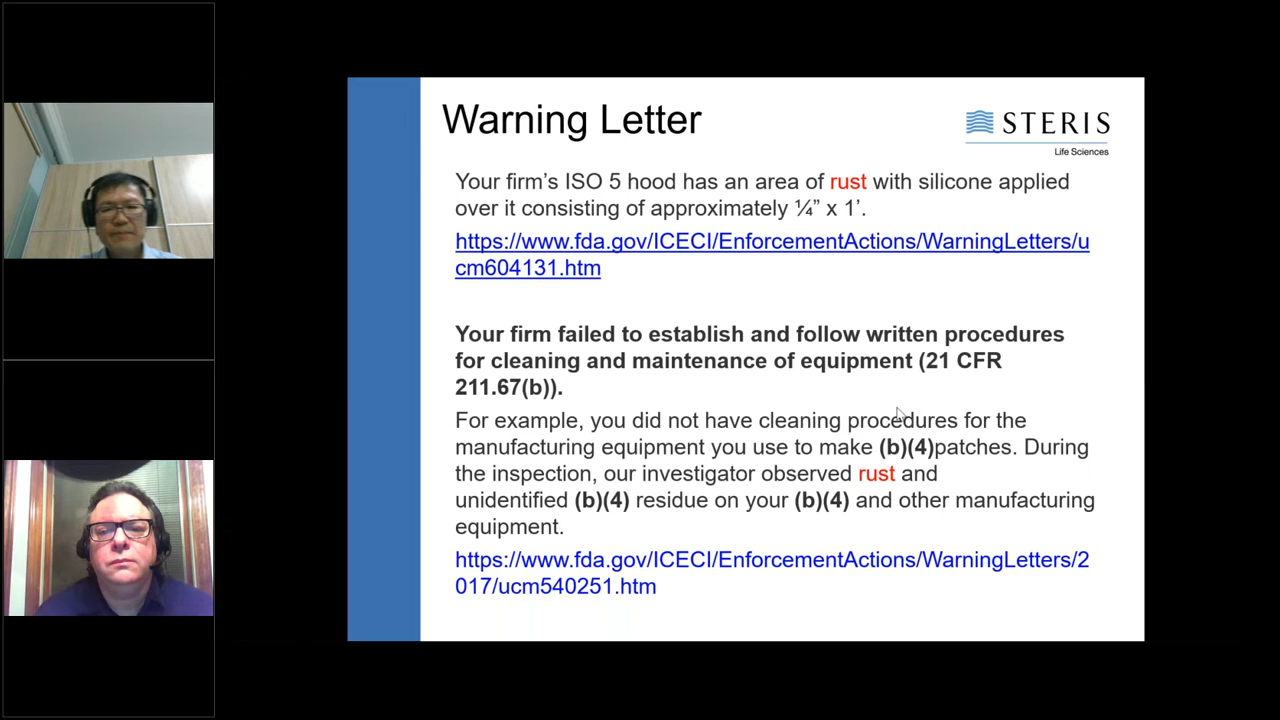 Warning Letter
STERIS
Life Sciences
Your firm’s ISO 5 hood has an area of rust with silicone applied
over it consisting of approximately ¼” x 1’.
https://www.fda.gov/ICECI/EnforcementActions/WarningLetters/u
cm604131.htm
Your firm failed to establish and follow written procedures
for cleaning and maintenance of equipment (21 CFR
211.67(b)).
For example, you did not have cleaning procedures for the
manufacturing equipment you use to make (b)(4)patches. During
the inspection, our investigator observed rust and
unidentified (b)(4) residue on your (b)(4) and other manufacturing
equipment.
https://www.fda.gov/ICECI/EnforcementActions/WarningLetters/2
017/ucm540251.htm